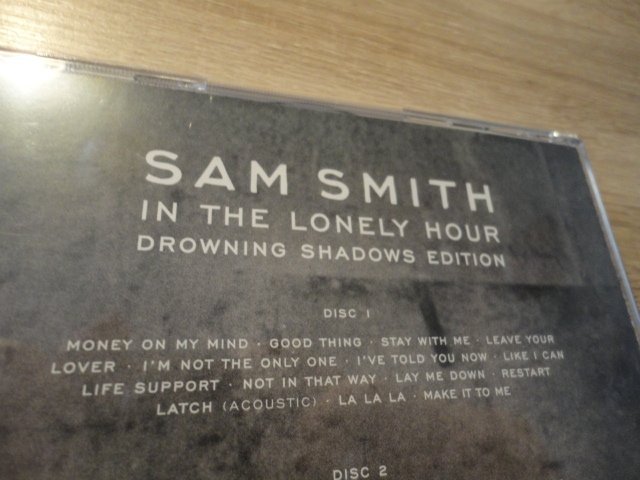 SAM SMITH
IN THE LONELY HOUR
DROWNING SHADOWS EDITION
DISC 1
MONEY ON MY MIND · GOOD THING · STAY WITH ME · LEAVE YOUR
LOVER · I'M NOT THE ONLY ONE · I'VE TOLD YOU NOW · LIKE I CAN
LIFE SUPPORT · NOT IN THAT WAY · LAY ME DOWN · RESTART
LATCH (ACOUSTIC) · LA LA LA · MAKE IT TO ME
DISC 2